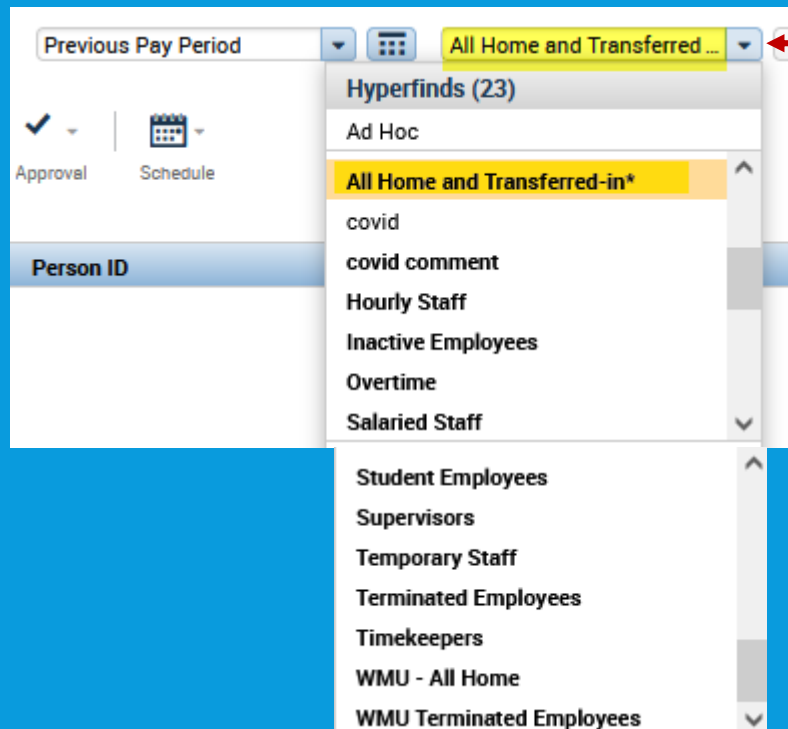 Previous Pay Period
All Home and Transferred ...
Hyperfinds (23)
Ad Hoc
Approval
Schedule
All Home and Transferred-in*
covid
Person ID
covid comment
Hourly Staff
Inactive Employees
Overtime
Salaried Staff
Student Employees
Supervisors
Temporary Staff
Terminated Employees
Timekeepers
WMU - All Home
WMU Terminated Employees